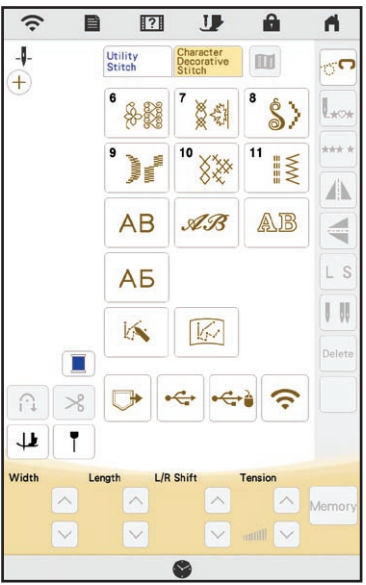 Utility
Stitch
Character
Decorative
Stitch
6
7
8
9
10
11
AB
AB
AB
АБ
L S
Delete
Width
Length
L/R Shift
Tension
Memory